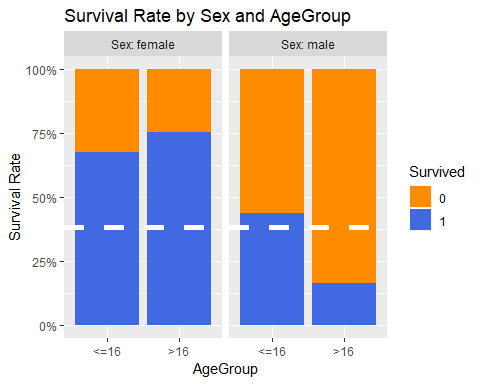 Survival Rate by Sex and AgeGroup
Sex: female
Sex: male
100%
75%
50%
25%
0%
Survival Rate
<=16
>16
<=16
>16
AgeGroup
Survived
0
1